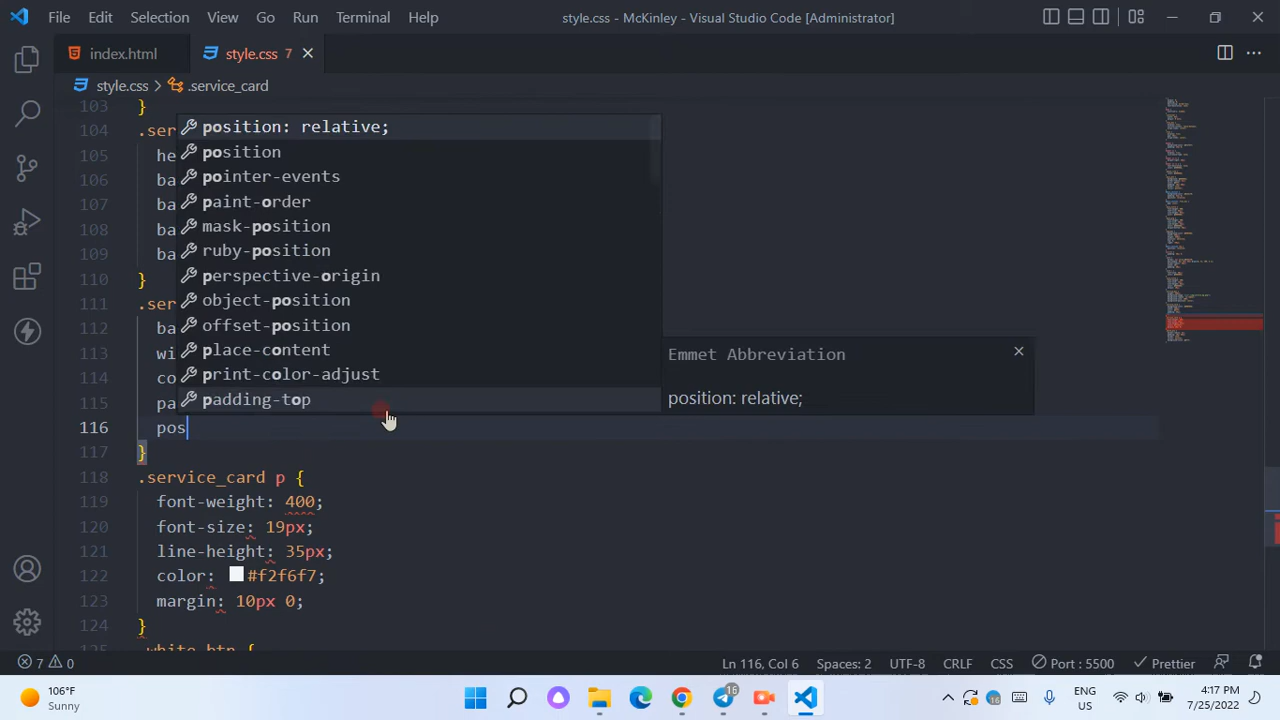 File Edit Selection View Go Run Terminal Help style.css - McKinley - Visual Studio Code [Administrator]
index.html style.css 7
style.css > .service_card
103 }
104 .ser
105 he
106 ba
107 ba
108 ba
109 ba
110 }
111 .ser
112 ba
113 wi
114 co
115 pa
116 pos
117 }
118 .service_card p {
119 font-weight: 400;
120 font-size: 19px;
121 line-height: 35px;
122 color: #f2f6f7;
123 margin: 10px 0;
124 }
125 .white_btn {
position: relative;
position
pointer-events
paint-order
mask-position
ruby-position
perspective-origin
object-position
offset-position
place-content
print-color-adjust
padding-top
Emmet Abbreviation
position: relative;
7 0 Ln 116, Col 6 Spaces: 2 UTF-8 CRLF CSS Port : 5500 Prettier
106°F
Sunny
16
16
ENG
US
4:17 PM
7/25/2022